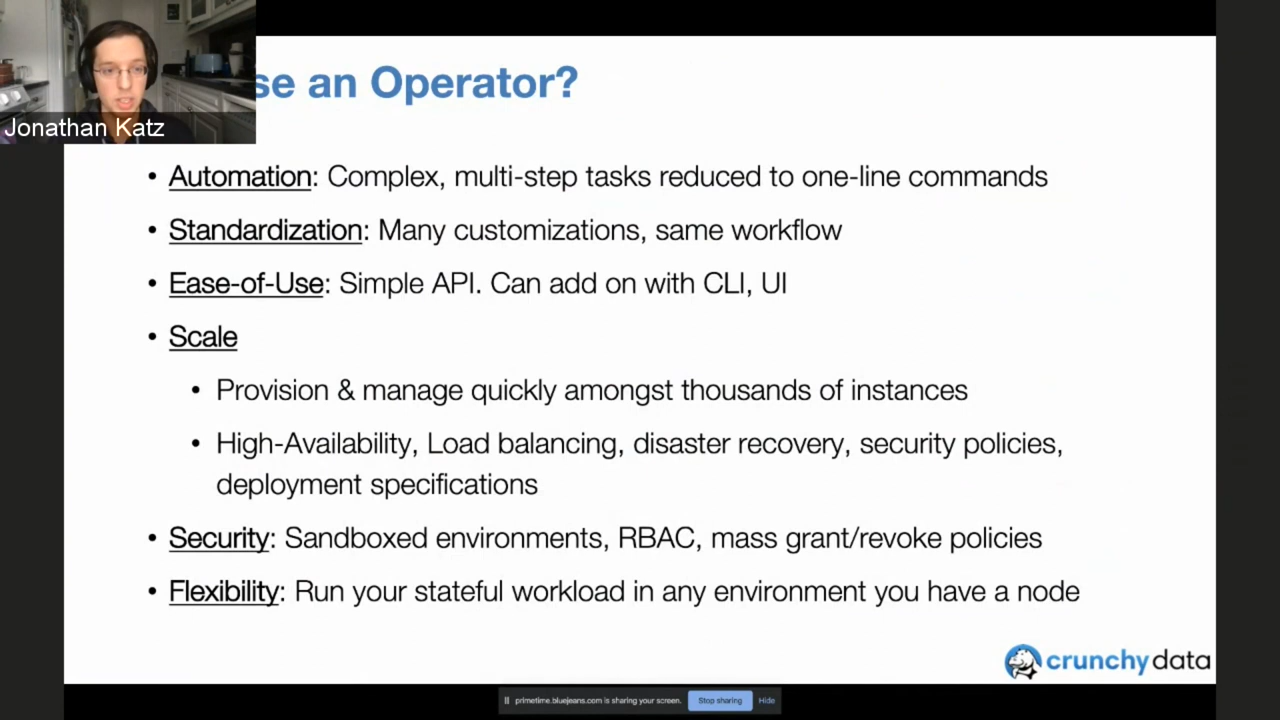 se an Operator?
Jonathan Katz
• Automation: Complex, multi-step tasks reduced to one-line commands
• Standardization: Many customizations, same workflow
• Ease-of-Use: Simple API. Can add on with CLI, UI
• Scale
• Provision & manage quickly amongst thousands of instances
• High-Availability, Load balancing, disaster recovery, security policies,
deployment specifications
• Security: Sandboxed environments, RBAC, mass grant/revoke policies
• Flexibility: Run your stateful workload in any environment you have a node
crunchydata
primetime.bluejeans.com is sharing your screen. Stop sharing Hide